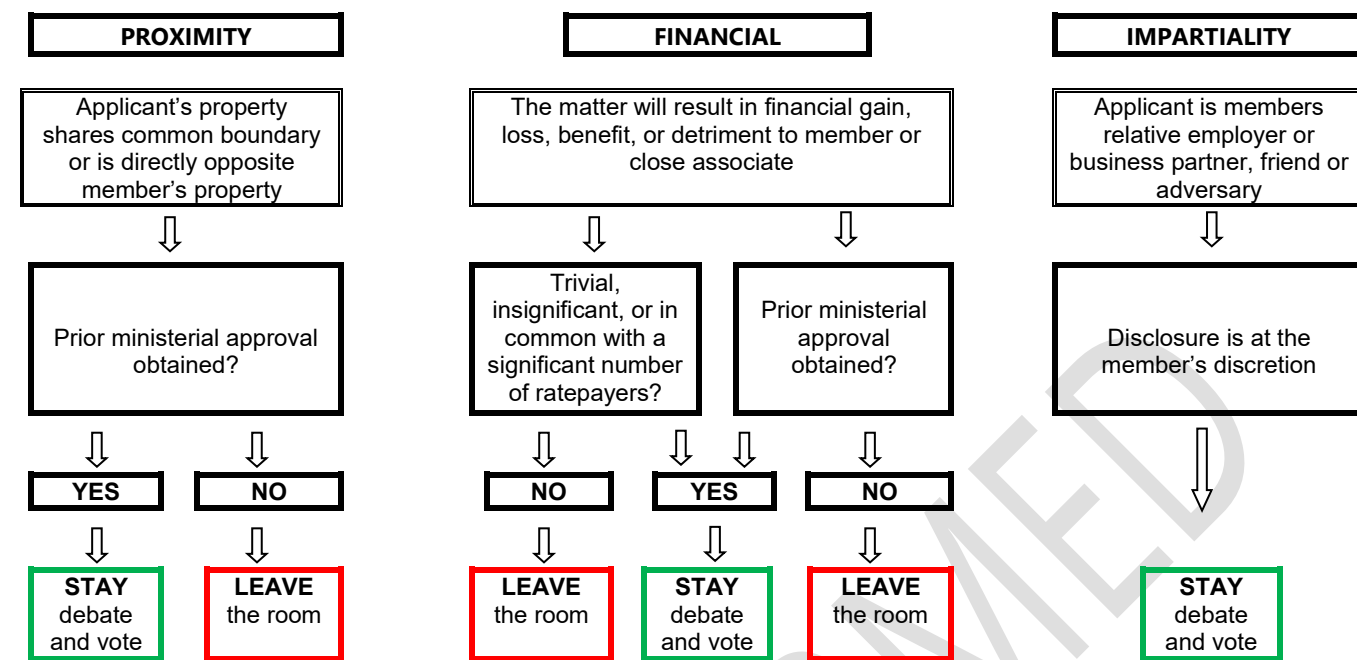 PROXIMITY
FINANCIAL
IMPARTIALITY
Applicant's property
shares common boundary
or is directly opposite
member's property
The matter will result in financial gain,
loss, benefit, or detriment to member or
close associate
Applicant is members
relative employer or
business partner, friend or
adversary
Prior ministerial approval
obtained?
Trivial,
insignificant, or in
common with a
significant number
of ratepayers?
Prior ministerial
approval
obtained?
Disclosure is at the
member's discretion
YES
NO
NO
YES
NO
STAY
debate
and vote
LEAVE
the room
LEAVE
the room
STAY
debate
and vote
LEAVE
the room
STAY
debate
and vote